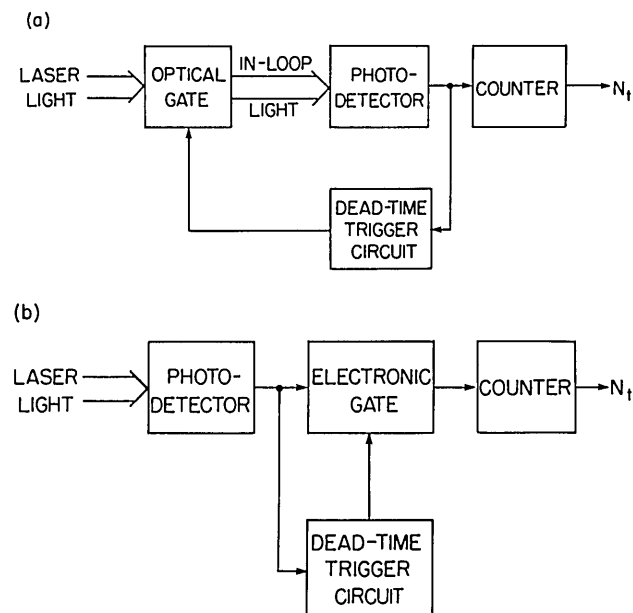 (a)
LASER
LIGHT
OPTICAL
GATE
IN-LOOP
LIGHT
PHOTO-
DETECTOR
COUNTER
Nt
DEAD-TIME
TRIGGER
CIRCUIT
(b)
LASER
LIGHT
PHOTO-
DETECTOR
ELECTRONIC
GATE
COUNTER
Nt
DEAD-TIME
TRIGGER
CIRCUIT